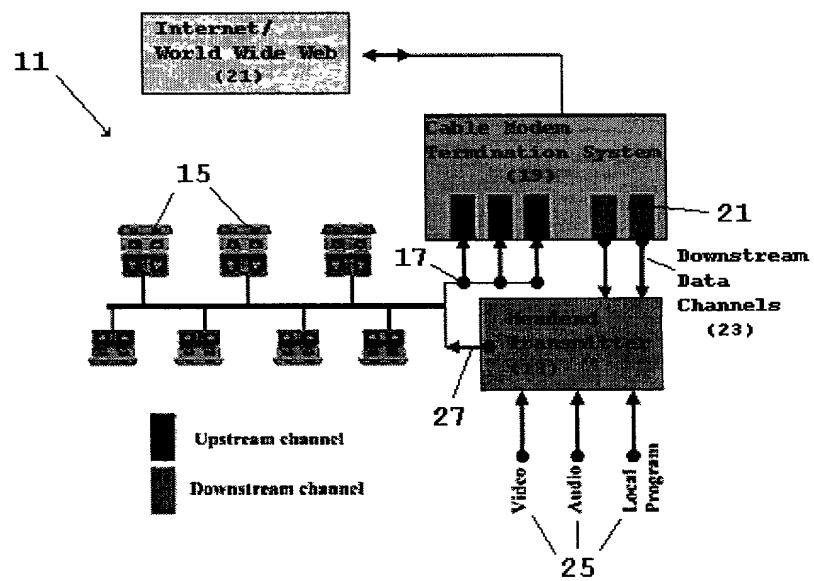 Internet/
World Wide Web
(21)
11
Cable Modem
Termination System
(19)
15
21
17
Downstream
Data
Channels
(23)
Headend
Transmitter
27
Upstream channel
Downstream channel
Video
Audio
Local
Program
25